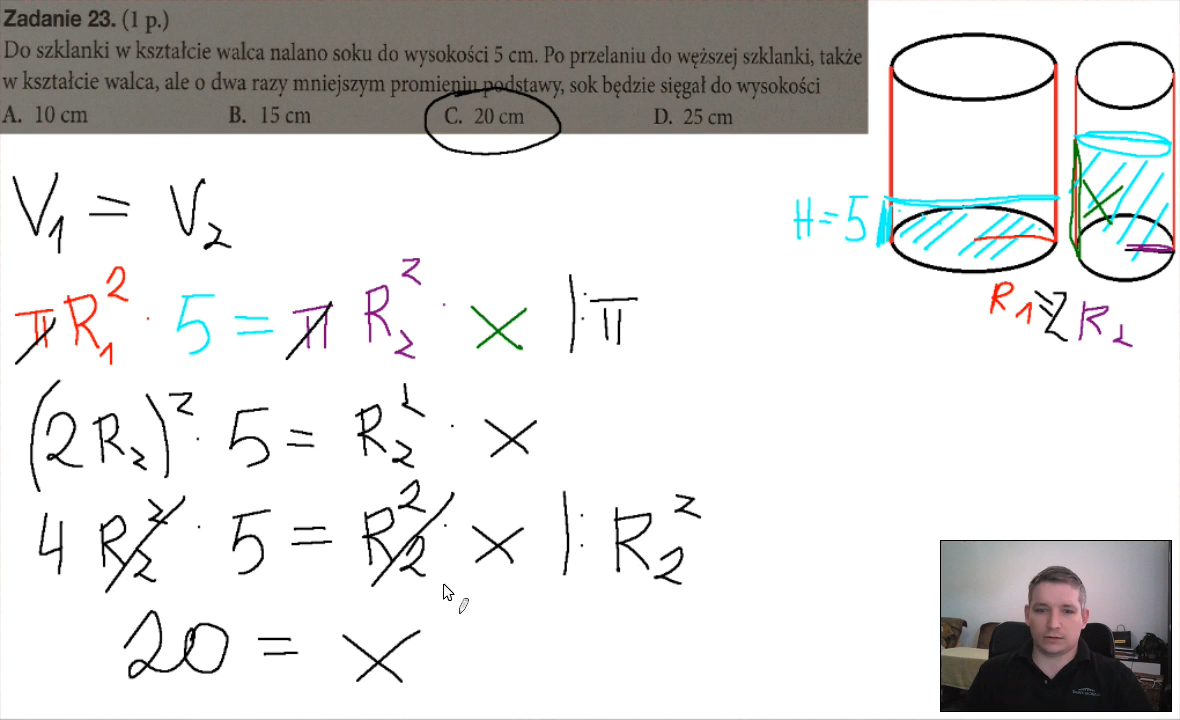 Zadanie 23. (1 p.)
Do szklanki w kształcie walca nalano soku do wysokości 5 cm. Po przelaniu do węższej szklanki, także
w kształcie walca, ale o dwa razy mniejszym promieniu podstawy, sok będzie sięgał do wysokości
A. 10 cm B. 15 cm C. 20 cm D. 25 cm
V₁ = V₂
H=5
x
R₁=2R₂
πR₁² · 5 = πR₂² · x |:π
(2R₂)² · 5 = R₂² · x
4R₂² · 5 = R₂² · x |:R₂²
20 = x